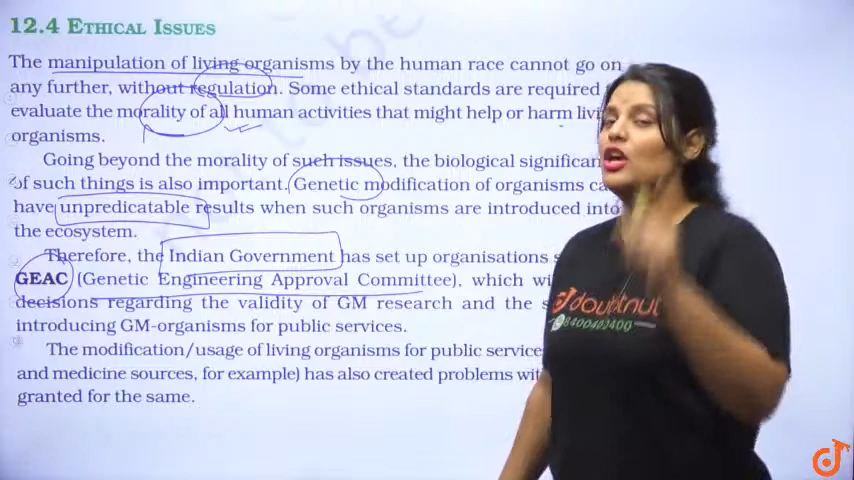 12.4 ETHICAL ISSUES
The manipulation of living organisms by the human race cannot go on
any further, without regulation. Some ethical standards are required
evaluate the morality of all human activities that might help or harm
organisms.
Going beyond the morality of such issues, the biological
of such things is also important. Genetic modification of organisms
have unpredicatable results when such organisms are introduced into
the ecosystem.
Therefore, the Indian Government has set up organisations
GEAC (Genetic Engineering Approval Committee), which
decisions regarding the validity of GM research and the
introducing GM-organisms for public services.
The modification/usage of living organisms for public
and medicine sources, for example) has also created problems
granted for the same.
doubtnut
8400400400